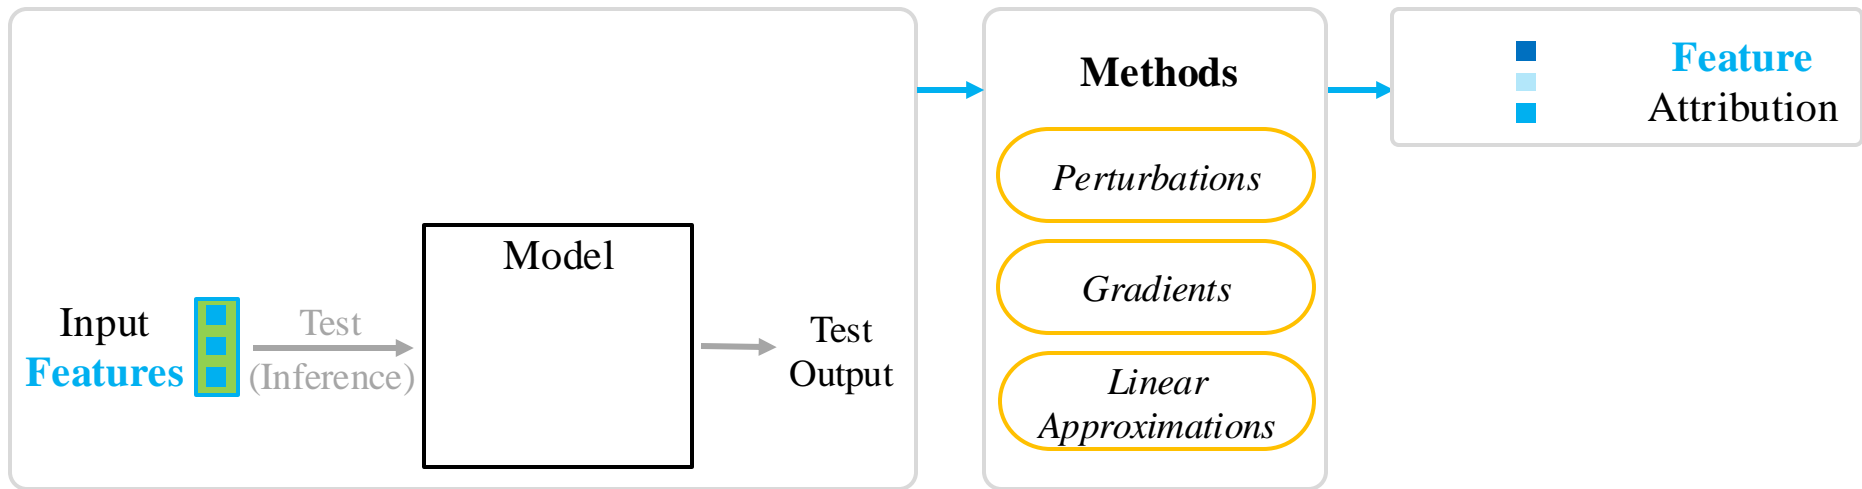 Input
Features
Test
(Inference)
Model
Test
Output
Methods
Perturbations
Gradients
Linear
Approximations
Feature
Attribution